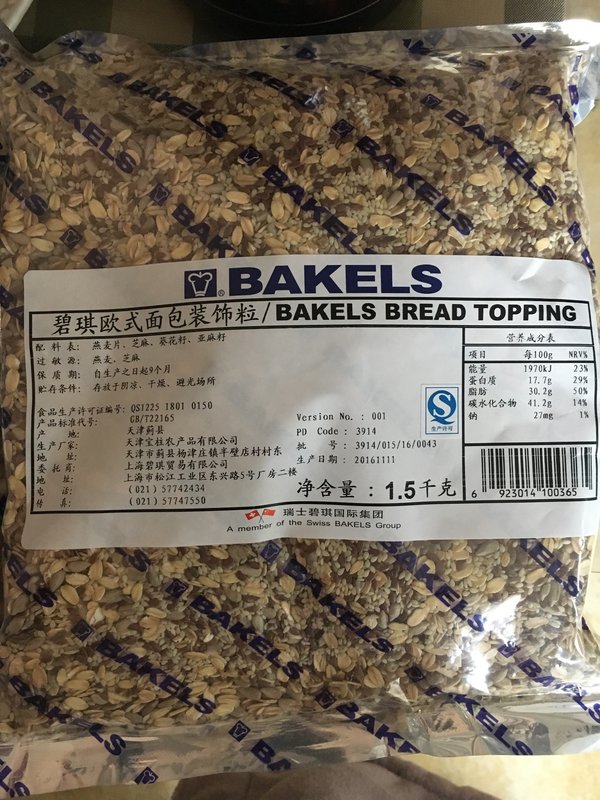 BAKELS
碧琪欧式面包装饰粒/BAKELS BREAD TOPPING
配 料 表: 燕麦片、芝麻、葵花籽、亚麻籽
过 敏 源: 燕麦、芝麻
保 质 期: 自生产之日起9个月
贮存条件: 存放于阴凉、干燥、避光场所
食品生产许可证编号: QS1225 1801 0150
产品标准代号: GB/T22165
产 地: 天津蓟县
生 产 厂 家: 天津宝桂农产品有限公司
地 址: 天津市蓟县杨津庄镇半壁店村村东
委 托 商: 上海碧琪贸易有限公司
地 址: 上海市松江工业区东兴路5号厂房二楼
电 话: (021) 57742434
传 真: (021) 57747550
Version No. : 001
PD Code : 3914
批 号 : 3914/015/16/0043
生产日期 : 20161111
净含量 : 1.5千克
QS
生产许可
营养成分表
项目 每100g NRV%
能量 1970kJ 23%
蛋白质 17.7g 29%
脂肪 30.2g 50%
碳水化合物 41.2g 14%
钠 27mg 1%
6 923014 100365
瑞士碧琪国际集团
A member of the Swiss BAKELS Group
BAKELS
BAKELS
BAKELS
BAKELS
BAKELS
BAKELS
BAKELS